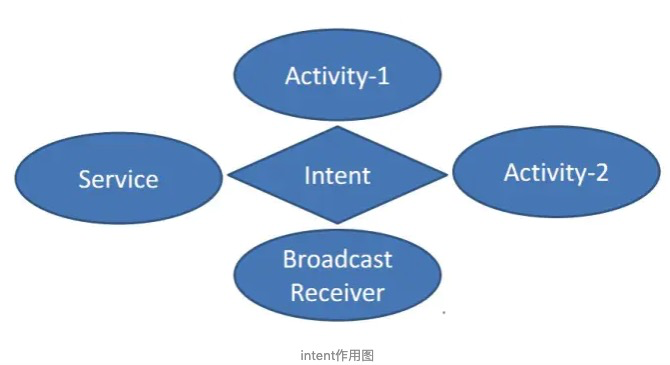 Activity-1
Service
Intent
Activity-2
Broadcast
Receiver
intent作用图